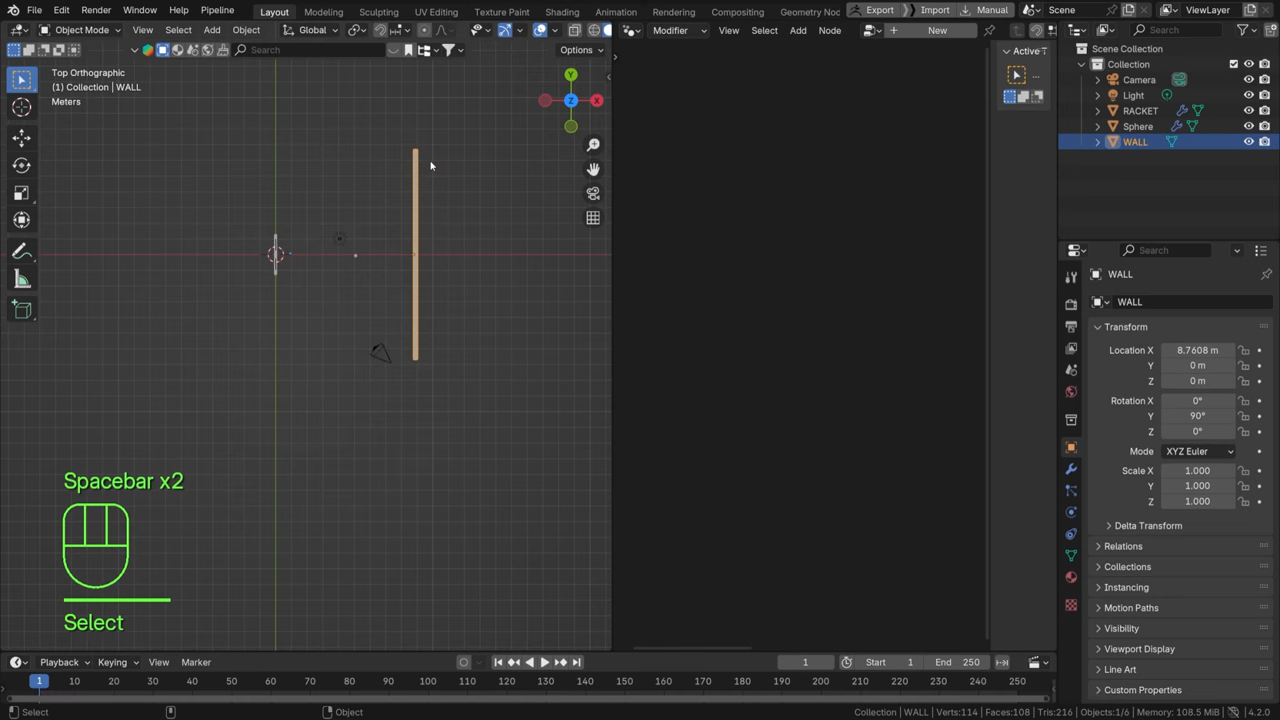 File Edit Render Window Help Pipeline Layout Modeling Sculpting UV Editing Texture Paint Shading Animation Rendering Compositing Geometry Noc Export Import Manual Scene ViewLayer
Object Mode View Select Add Object Global Modifier View Select Add Node New Search
Search Options
Top Orthographic
(1) Collection | WALL
Meters
Y
Z X
Active T
...
Scene Collection
Collection
Camera
Light
RACKET
Sphere
WALL
Search
WALL
WALL
Transform
Location X 8.7608 m
Y 0 m
Z 0 m
Rotation X 0°
Y 90°
Z 0°
Mode XYZ Euler
Scale X 1.000
Y 1.000
Z 1.000
Delta Transform
Relations
Collections
Instancing
Motion Paths
Visibility
Viewport Display
Line Art
Custom Properties
Spacebar x2
Select
Playback Keying View Marker 1 Start 1 End 250
1 10 20 30 40 50 60 70 80 90 100 110 120 130 140 150 160 170 180 190 200 210 220 230 240 250
Select Object Collection | WALL | Verts:114 | Faces:108 | Tris:216 | Objects:1/6 | Memory: 108.5 MiB 4.2.0